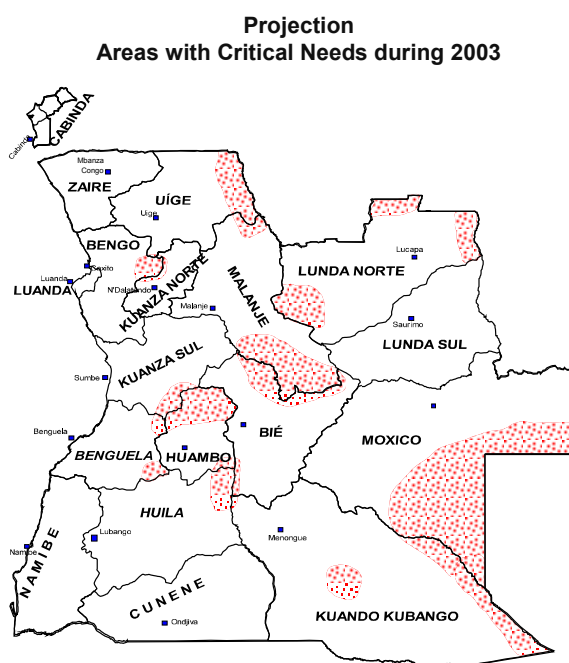 Projection
Areas with Critical Needs during 2003
CABINDA
Cabinda
Mbanza
Congo
ZAIRE
UÍGE
Uige
BENGO
Caxito
Luanda
LUANDA
N'Dalatando
KUANZA NORTE
Malanje
MALANJE
LUNDA NORTE
Lucapa
Saurimo
LUNDA SUL
KUANZA SUL
Sumbe
Benguela
BENGUELA
HUAMBO
BIÉ
MOXICO
HUILA
Lubango
Menongue
Namibe
NAMIBE
CUNENE
Ondjiva
KUANDO KUBANGO